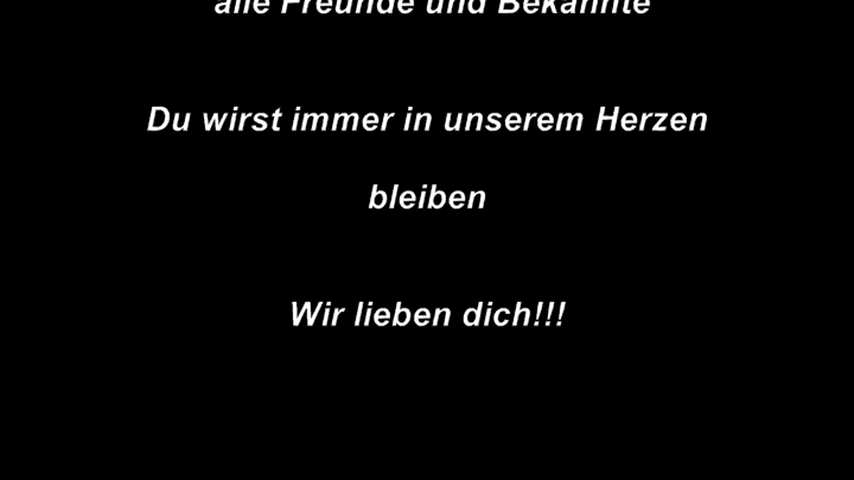 alle Freunde und Bekannte
Du wirst immer in unserem Herzen
bleiben
Wir lieben dich!!!